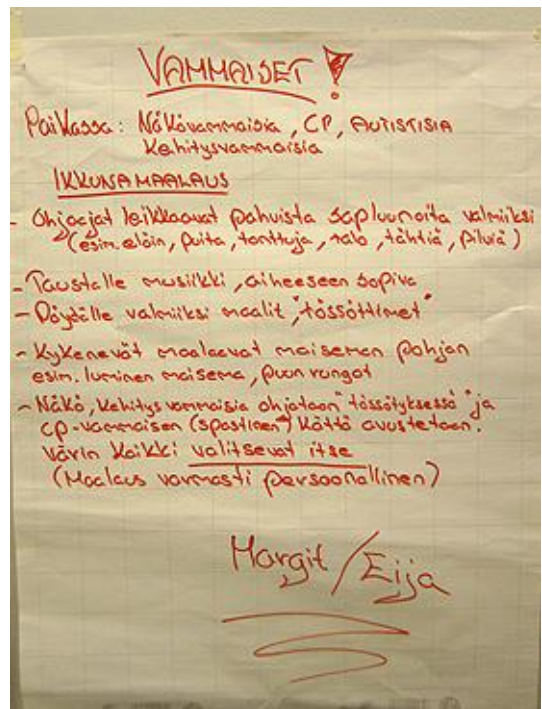 VAMMAISET !
Paikassa: Näkövammaisia, CP, AUTISTISIA
Kehitysvammaisia
IKKUNAMAALAUS
- Ohjaajat leikkaavat pahvista sapluunoita valmiiksi
(esim. eläin, puita, tonttuja, talo, tähtiä, pilviä)
- Taustalle musiikki, aiheeseen sopiva
- Pöydälle valmiiksi maalit, "tössöttimet"
- Kykenevät maalaavat maiseman pohjan
esim. luminen maisema, puun rungot
- Näkö, kehitysvammaisia ohjataan "tössötyksessä" ja
CP-vammaisen (spastinen) kättä avustetaan.
Värin kaikki valitsevat itse
(Maalaus varmasti persoonallinen)
Margit / Eija